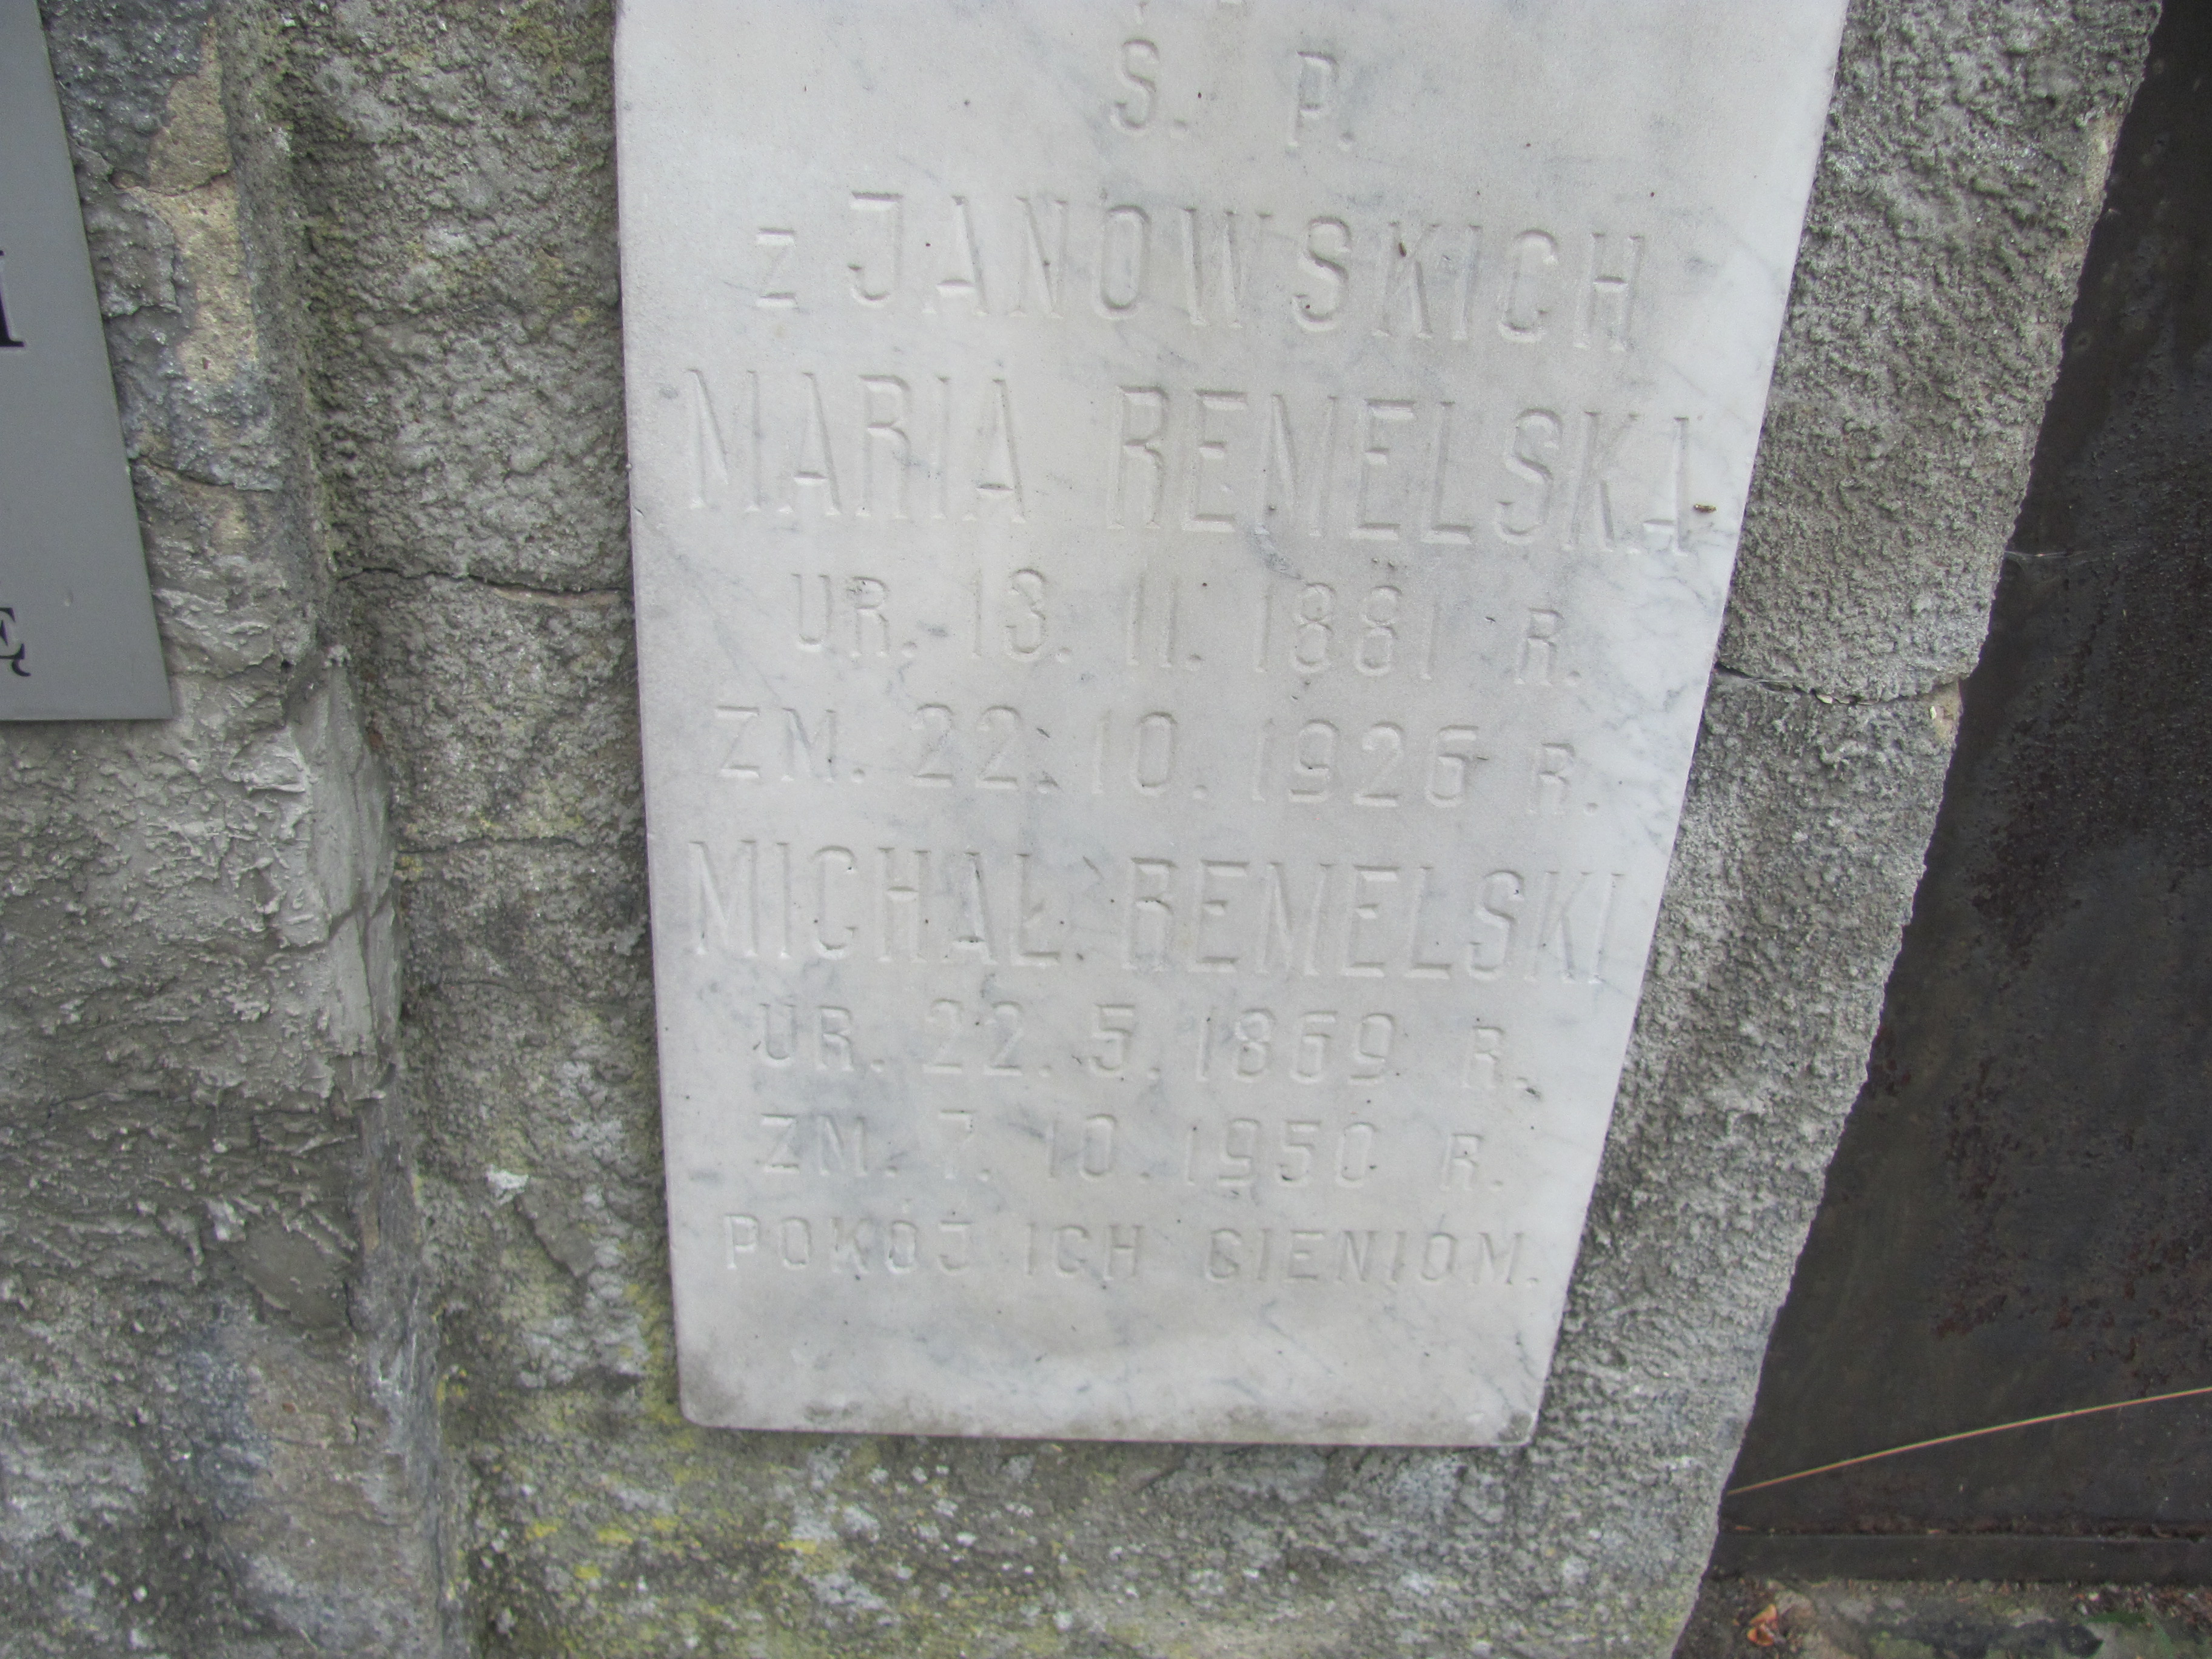 Ś. P.
z JANOWSKICH
MARIA REMELSKA
UR. 13. 11. 1881 R.
ZM. 22. 10. 1926 R.
MICHAŁ REMELSKI
UR. 22. 5. 1869 R.
ZM. 7. 10. 1950 R.
POKÓJ ICH CIENIOM.